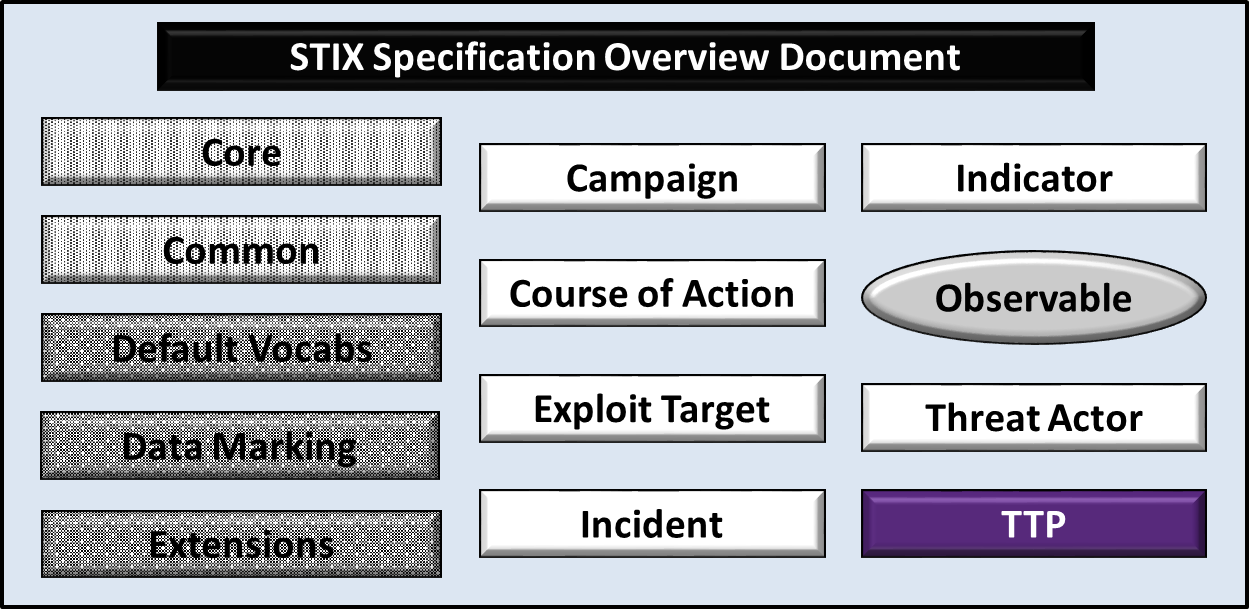 STIX Specification Overview Document
Core
Common
Default Vocabs
Data Marking
Extensions
Campaign
Course of Action
Exploit Target
Incident
Indicator
Observable
Threat Actor
TTP